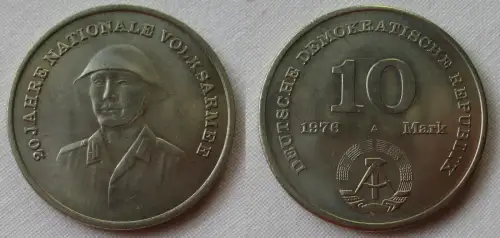 20 JAHRE NATIONALE VOLKSARMEE
DEUTSCHE DEMOKRATISCHE REPUBLIK
10
1976 A Mark